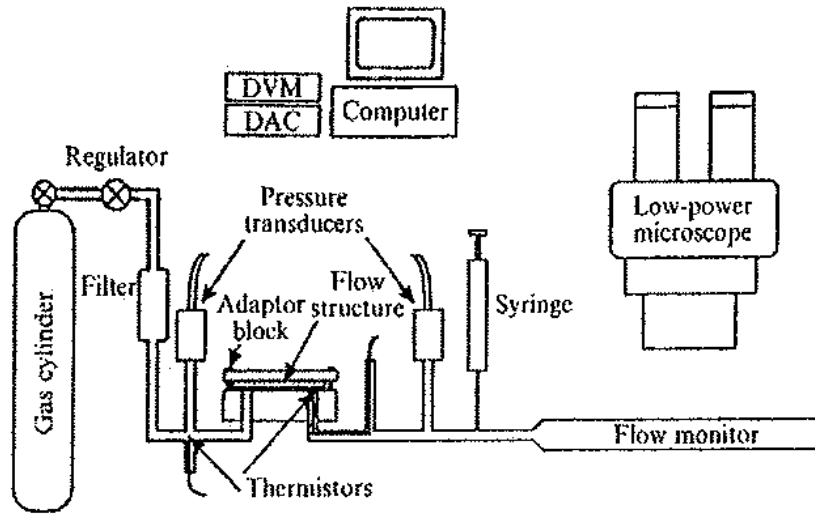 DVM
DAC
Computer
Regulator
Pressure
transducers
Low-power
microscope
Filter
Adaptor
block
Flow
structure
Syringe
Gas cylinder
Flow monitor
Thermistors